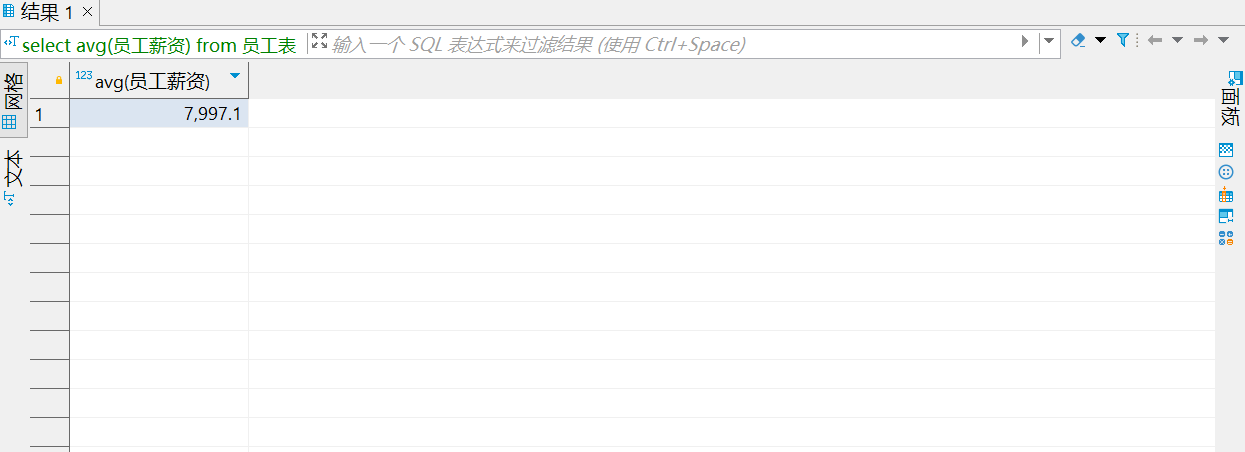 结果 1
select avg(员工薪资) from 员工表
输入一个 SQL 表达式来过滤结果 (使用 Ctrl+Space)
网格
文本
123 avg(员工薪资)
1
7,997.1
面板